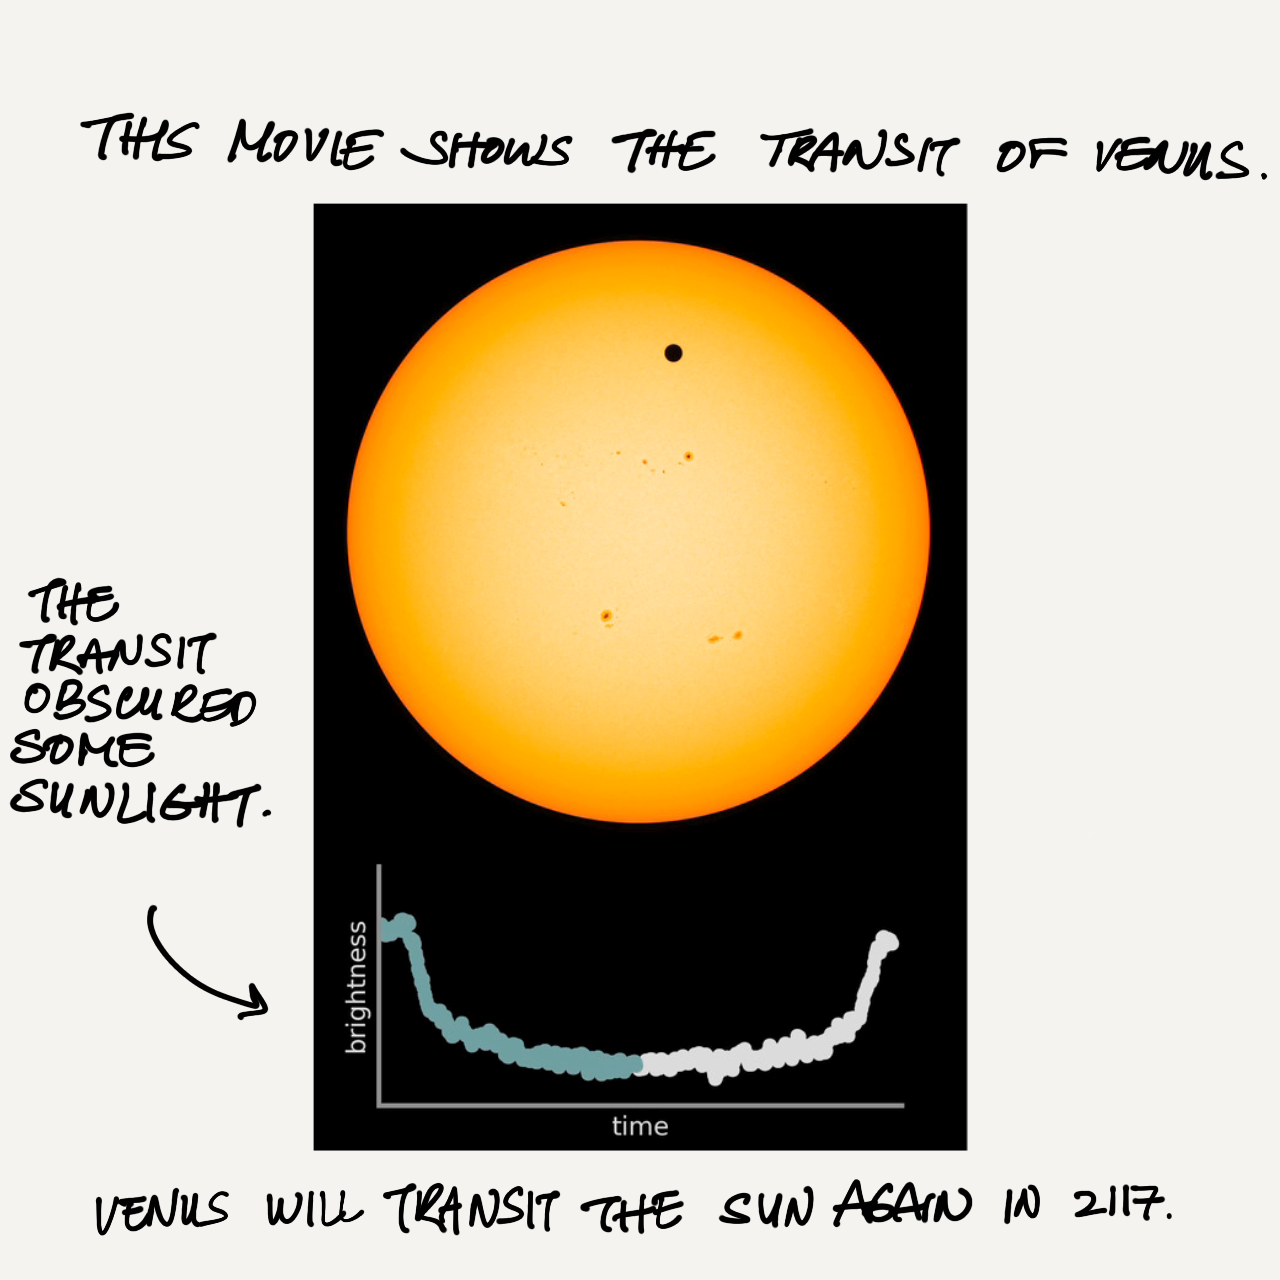 THIS MOVIE SHOWS THE TRANSIT OF VENUS.
THE
TRANSIT
OBSCURED
SOME
SUNLIGHT.
brightness
time
VENUS WILL TRANSIT THE SUN AGAIN IN 2117.